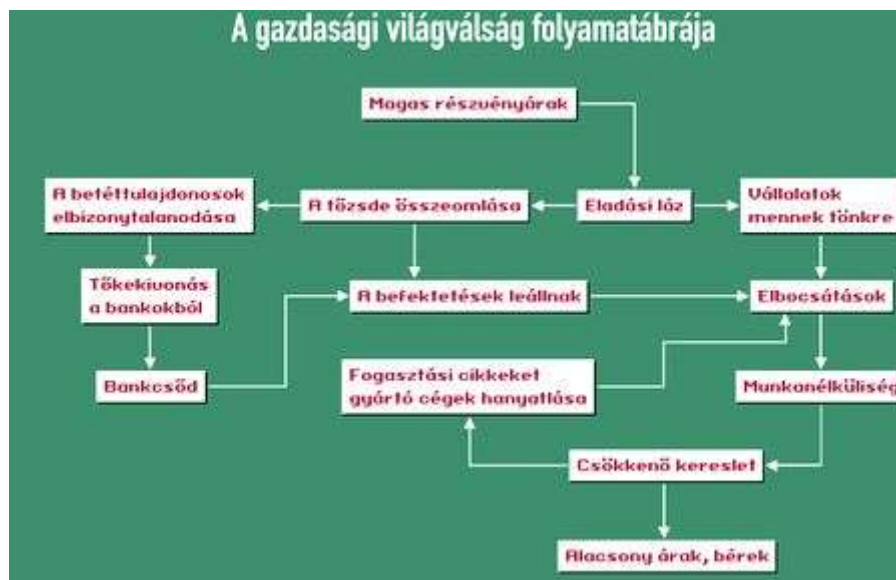 A gazdasági világválság folyamatábrája
Magas részvényárak
A betéttulajdonosok
elbizonytalanodása
A tőzsde összeomlása
Eladási láz
Vállalatok
mennek tönkre
Tőkekivonás
a bankokból
A befektetések leállnak
Elbocsátások
Bankcsőd
Fogasztási cikkeket
gyártó cégek hanyatlása
Munkanélküliség
Csökkenő kereslet
Alacsony árak, bérek